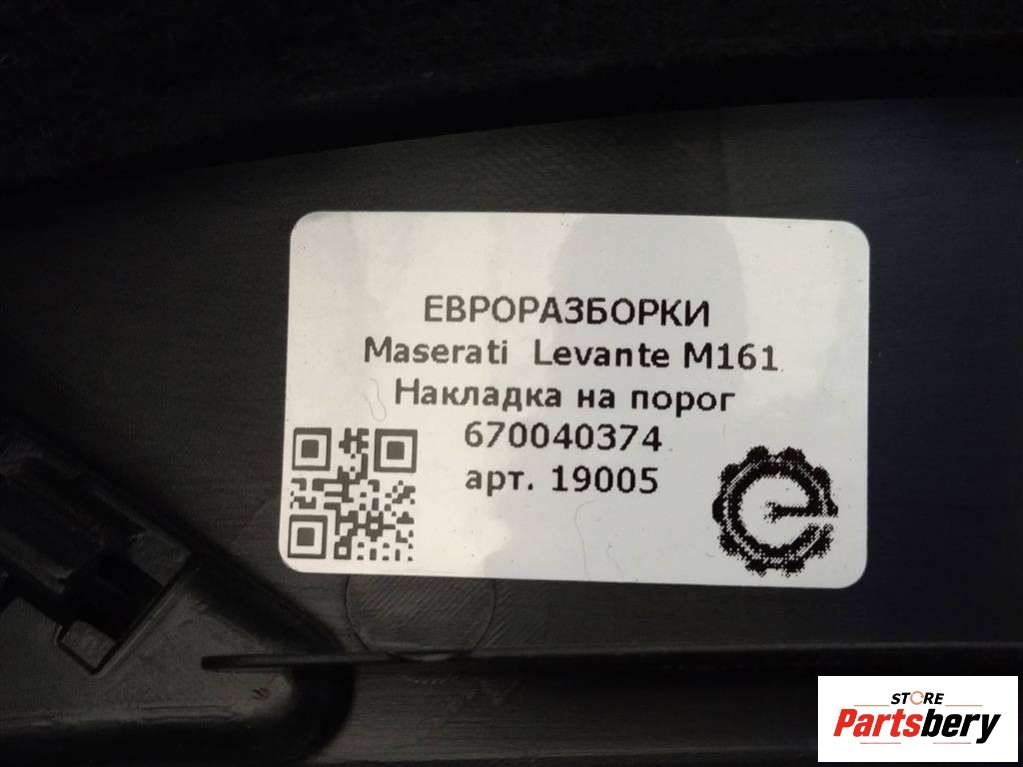 ЕВРОРАЗБОРКИ
Maserati Levante M161
Накладка на порог
670040374
арт. 19005
STORE
Partsbery